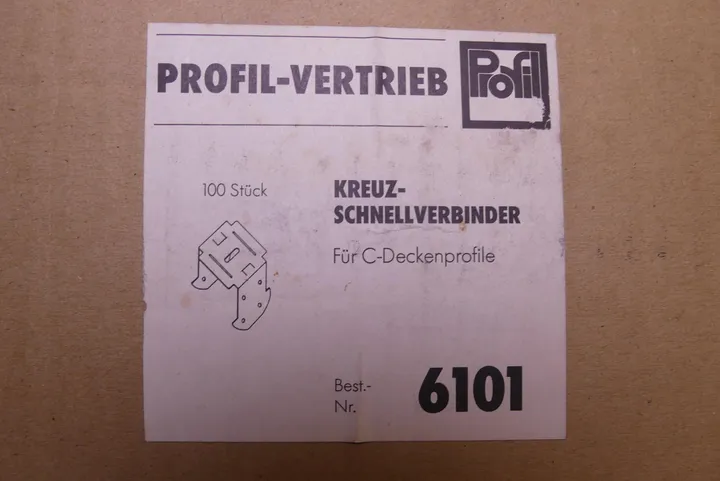 PROFIL-VERTRIEB
Profil
100 Stück
KREUZ-
SCHNELLVERBINDER
Für C-Deckenprofile
Best.-
Nr.
6101